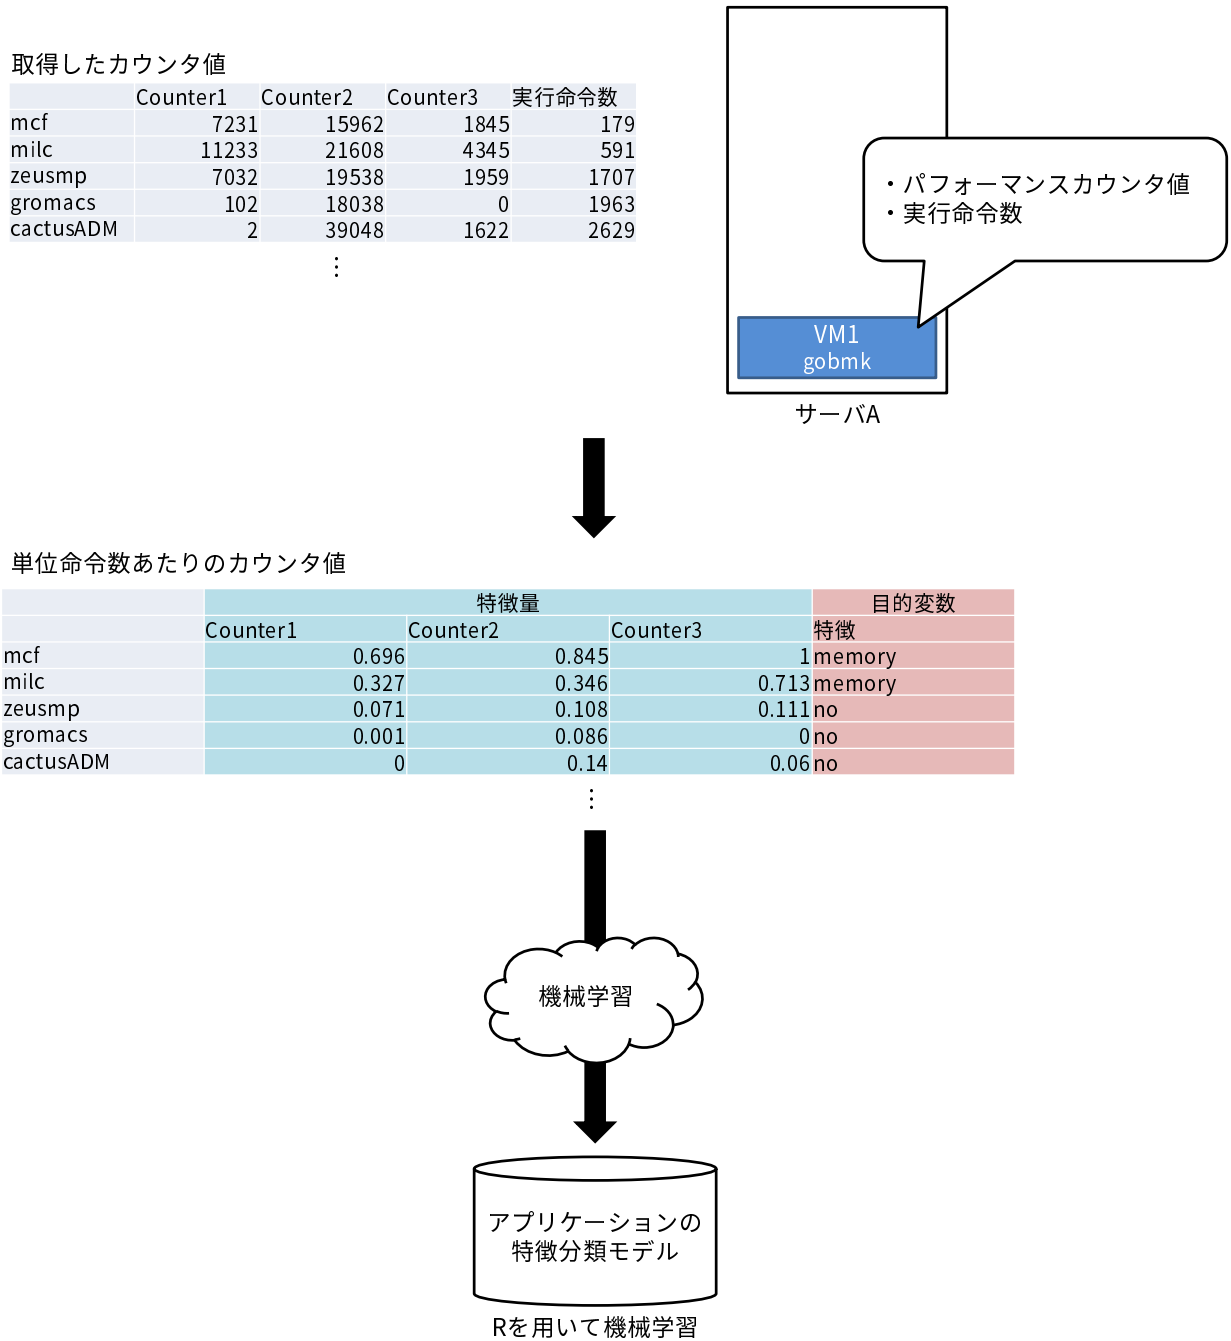 取得したカウンタ値
Counter1 Counter2 Counter3 実行命令数
mcf 7231 15962 1845 179
milc 11233 21608 4345 591
zeusmp 7032 19538 1959 1707
gromacs 102 18038 0 1963
cactusADM 2 39048 1622 2629
⋮
・パフォーマンスカウンタ値
・実行命令数
VM1
gobmk
サーバA
単位命令数あたりのカウンタ値
特徴量 目的変数
Counter1 Counter2 Counter3 特徴
mcf 0.696 0.845 1 memory
milc 0.327 0.346 0.713 memory
zeusmp 0.071 0.108 0.111 no
gromacs 0.001 0.086 0 no
cactusADM 0 0.14 0.06 no
⋮
機械学習
アプリケーションの
特徴分類モデル
Rを用いて機械学習